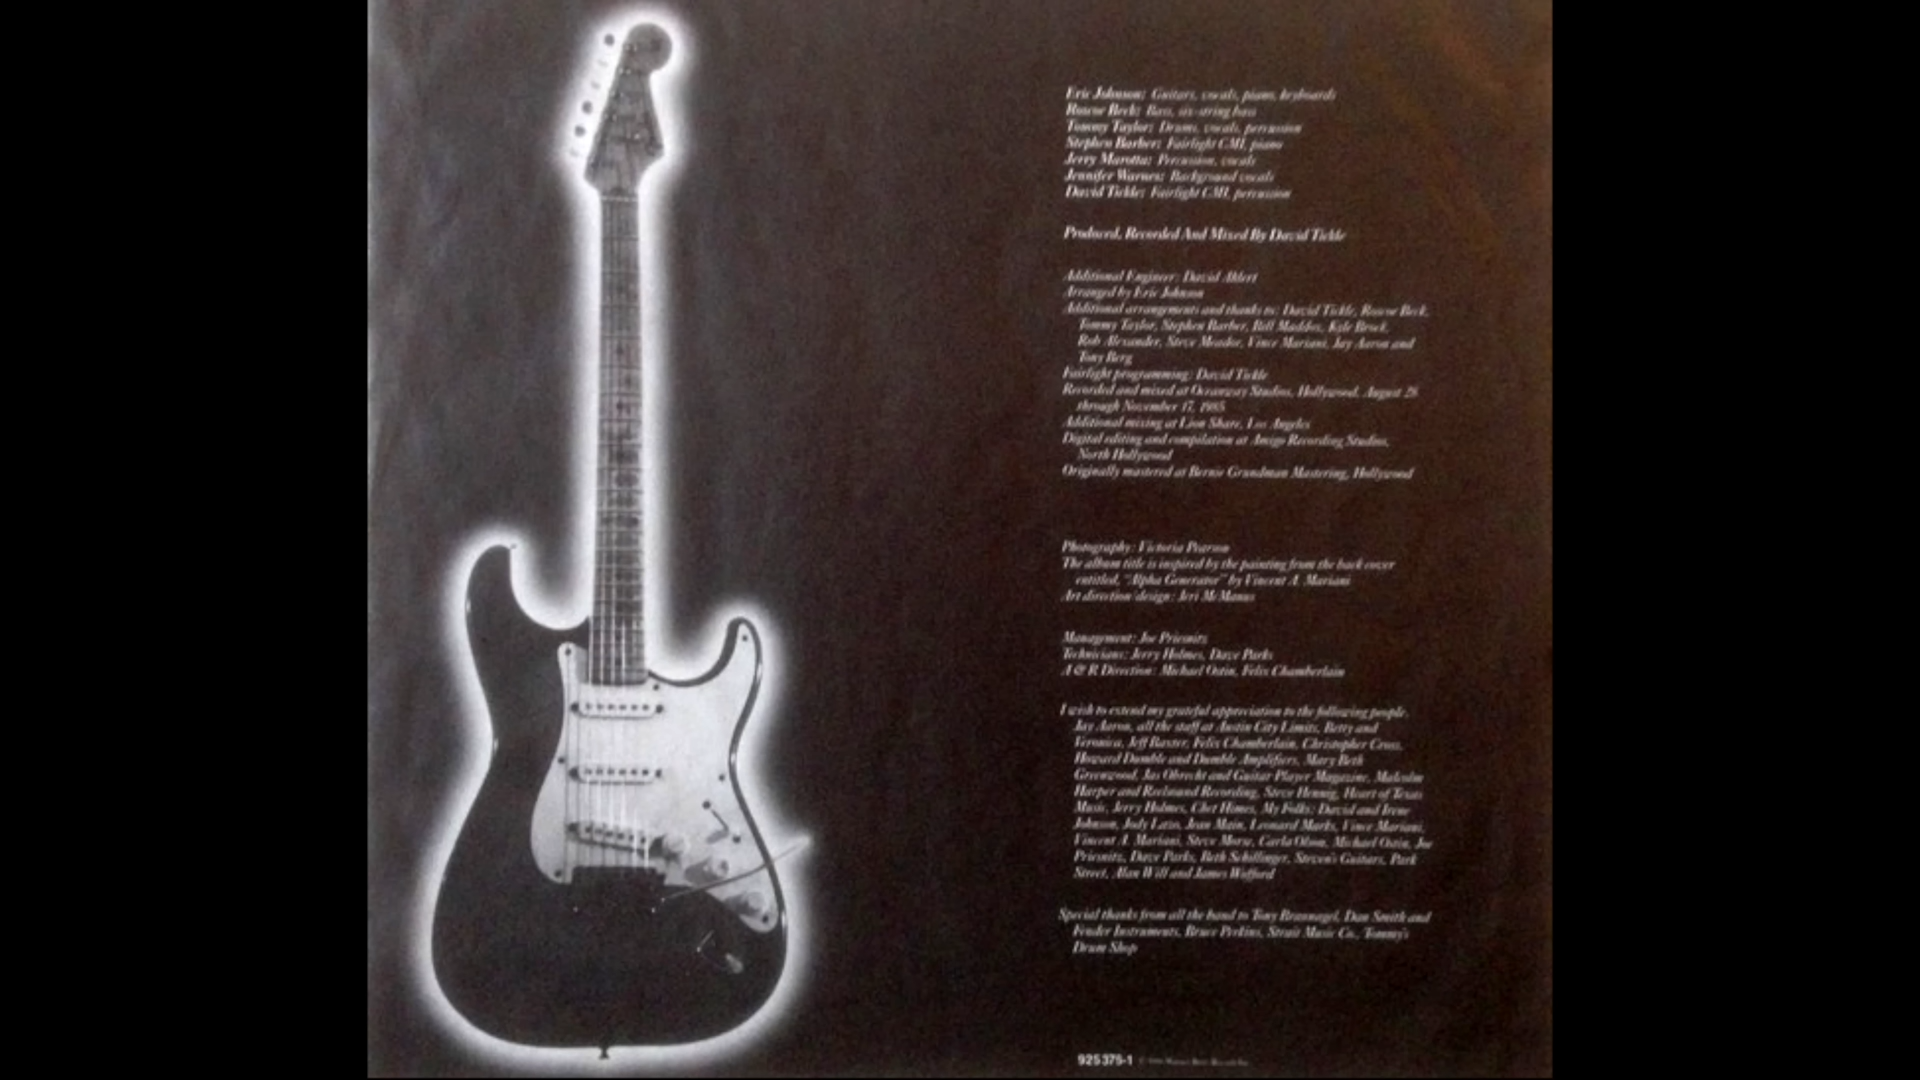 Eric Johnson: Guitars, vocals, piano, keyboards
Roscoe Beck: Bass, six-string bass
Tommy Taylor: Drums, vocals, percussion
Stephen Barber: Fairlight CMI, piano
Jerry Marotta: Percussion, vocals
Jennifer Warnes: Background vocals
David Tickle: Fairlight CMI, percussion
Produced, Recorded And Mixed By David Tickle
Additional Engineer: David Ahlert
Arranged by Eric Johnson
Additional arrangements and thanks to: David Tickle, Roscoe Beck,
Tommy Taylor, Stephen Barber, Bill Maddox, Kyle Brock,
Rob Alexander, Steve Meador, Vince Mariani, Jay Aaron and
Tony Berg
Fairlight programming: David Tickle
Recorded and mixed at Oceanway Studios, Hollywood, August 28
through November 17, 1985
Additional mixing at Lion Share, Los Angeles
Digital editing and compilation at Amigo Recording Studios,
North Hollywood
Originally mastered at Bernie Grundman Mastering, Hollywood
Photography: Victoria Pearson
The album title is inspired by the painting from the back cover
entitled, "Alpha Generator" by Vincent A. Mariani
Art direction/design: Jeri McManus
Management: Joe Priesnitz
Technicians: Jerry Holmes, Dave Parks
A & R Direction: Michael Ostin, Felix Chamberlain
I wish to extend my grateful appreciation to the following people.
Jay Aaron, all the staff at Austin City Limits, Betty and
Veronica, Jeff Baxter, Felix Chamberlain, Christopher Cross,
Howard Dumble and Dumble Amplifiers, Mary Beth
Greenwood, Jas Obrecht and Guitar Player Magazine, Malcolm
Harper and Reelsound Recording, Steve Hennig, Heart of Texas
Music, Jerry Holmes, Chet Himes, My Folks: David and Irene
Johnson, Jody Lazo, Jean Main, Leonard Marks, Vince Mariani,
Vincent A. Mariani, Steve Morse, Carla Olson, Michael Ostin, Joe
Priesnitz, Dave Parks, Beth Schillinger, Steven's Guitars, Park
Street, Alan Will and James Wofford
Special thanks from all the band to Tony Braunagel, Dan Smith and
Fender Instruments, Bruce Perkins, Strait Music Co., Tommy's
Drum Shop
925375-1